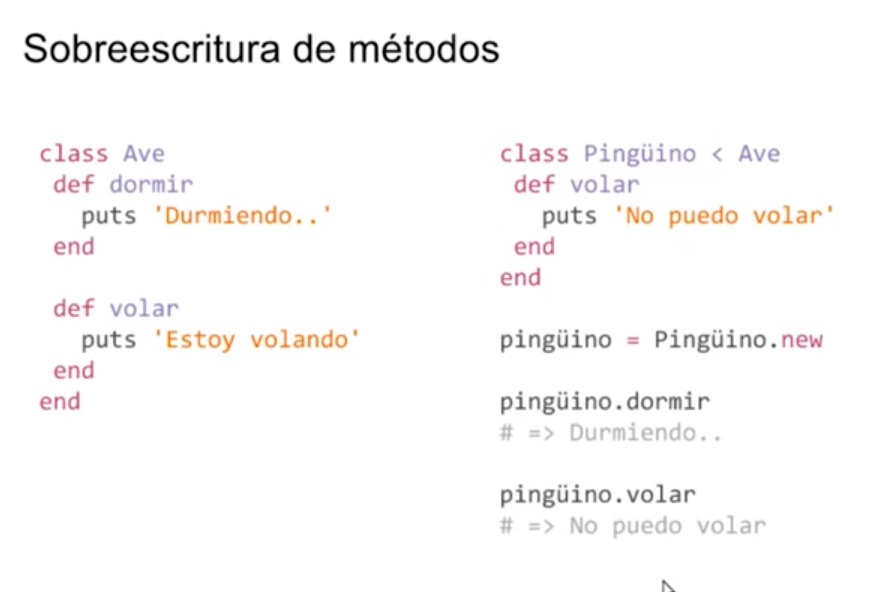 Sobreescritura de métodos
class Ave
def dormir
puts 'Durmiendo..'
end
def volar
puts 'Estoy volando'
end
end
class Pingüino < Ave
def volar
puts 'No puedo volar'
end
end
pingüino = Pingüino.new
pingüino.dormir
# => Durmiendo..
pingüino.volar
# => No puedo volar